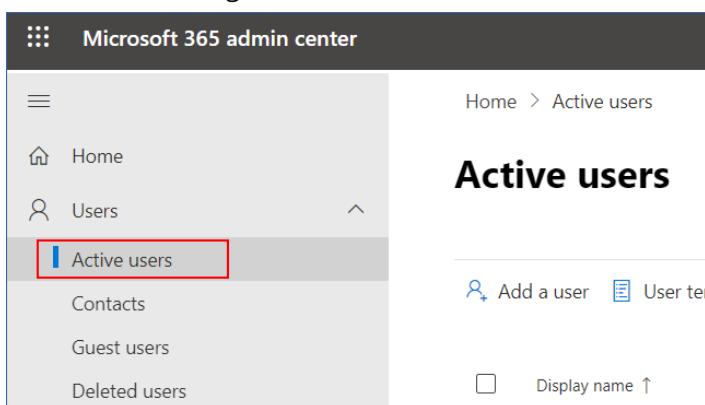 Microsoft 365 admin center
Home > Active users
Home
Active users
Users
Active users
Add a user
User
Contacts
Guest users
Deleted users
Display name ↑